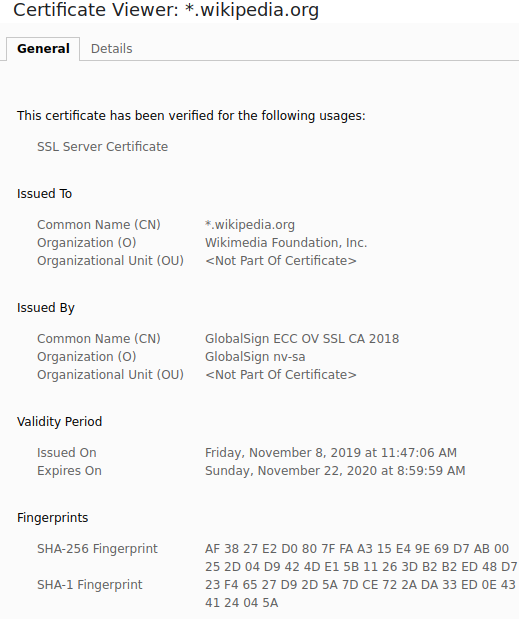 Certificate Viewer: *.wikipedia.org
General Details
This certificate has been verified for the following usages:
SSL Server Certificate
Issued To
Common Name (CN) *.wikipedia.org
Organization (O) Wikimedia Foundation, Inc.
Organizational Unit (OU) <Not Part Of Certificate>
Issued By
Common Name (CN) GlobalSign ECC OV SSL CA 2018
Organization (O) GlobalSign nv-sa
Organizational Unit (OU) <Not Part Of Certificate>
Validity Period
Issued On Friday, November 8, 2019 at 11:47:06 AM
Expires On Sunday, November 22, 2020 at 8:59:59 AM
Fingerprints
SHA-256 Fingerprint AF 38 27 E2 D0 80 7F FA A3 15 E4 9E 69 D7 AB 00
25 2D 04 D9 42 4D E1 5B 11 26 3D B2 B2 ED 48 D7
SHA-1 Fingerprint 23 F4 65 27 D9 2D 5A 7D CE 72 2A DA 33 ED 0E 43
41 24 04 5A